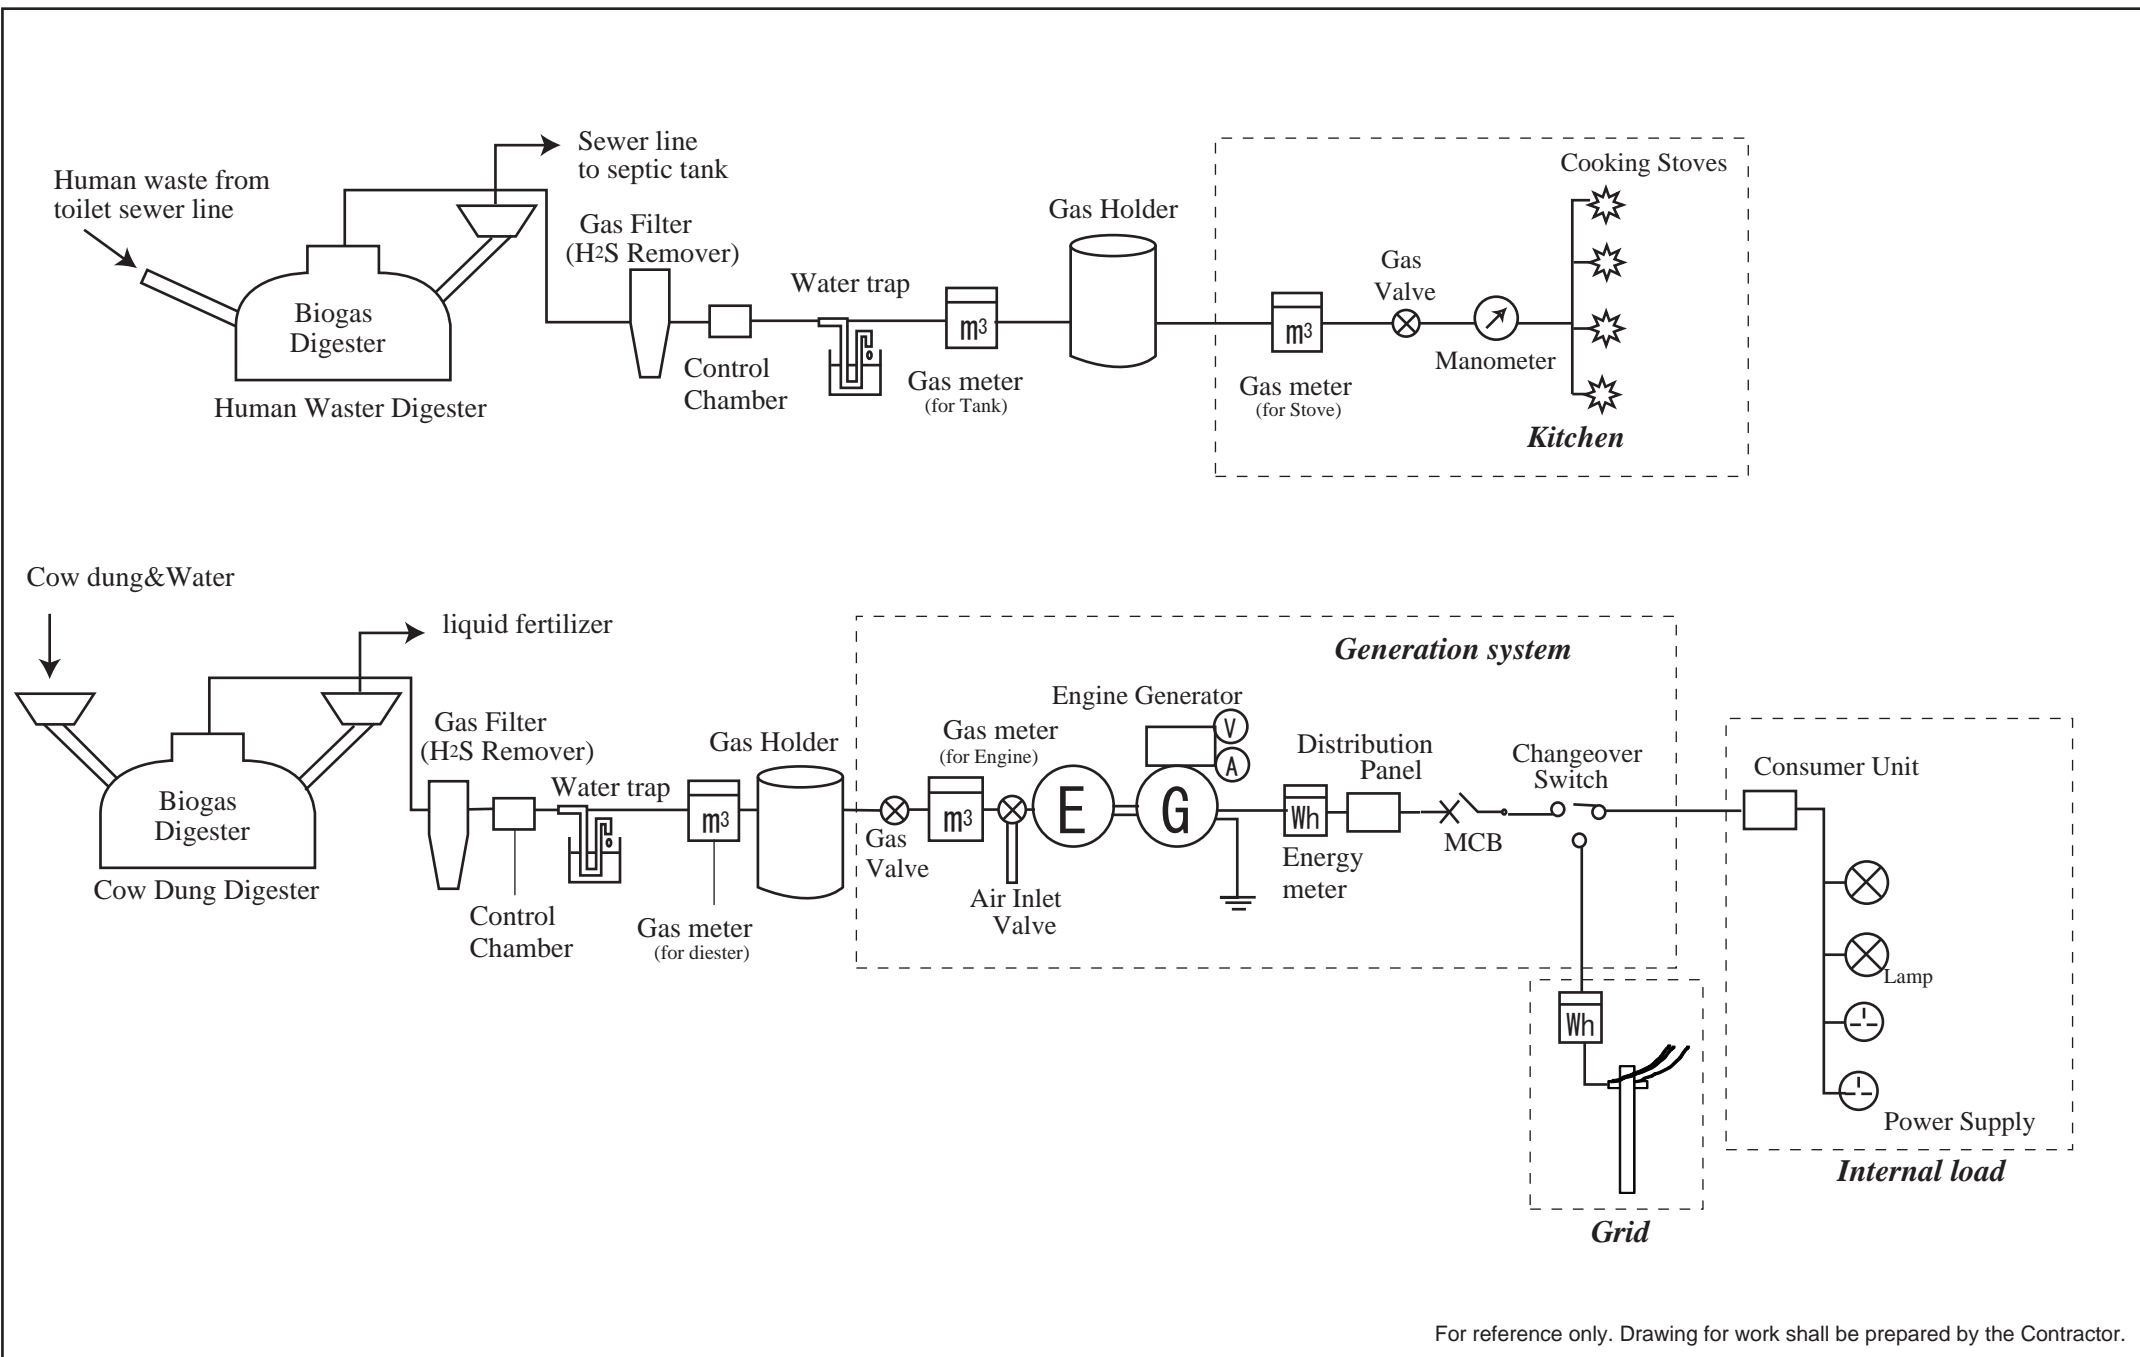 Human waste from
toilet sewer line
Sewer line
to septic tank
Biogas
Digester
Human Waster Digester
Gas Filter
(H2S Remover)
Control
Chamber
Water trap
m3
Gas meter
(for Tank)
Gas Holder
m3
Gas meter
(for Stove)
Gas
Valve
Manometer
Cooking Stoves
Kitchen
Cow dung&Water
liquid fertilizer
Biogas
Digester
Cow Dung Digester
Gas Filter
(H2S Remover)
Control
Chamber
Water trap
m3
Gas meter
(for diester)
Gas Holder
Generation system
Gas
Valve
Gas meter
(for Engine)
m3
Air Inlet
Valve
Engine Generator
V
A
E
G
Wh
Energy
meter
Distribution
Panel
MCB
Changeover
Switch
Wh
Grid
Consumer Unit
Lamp
Power Supply
Internal load
For reference only. Drawing for work shall be prepared by the Contractor.